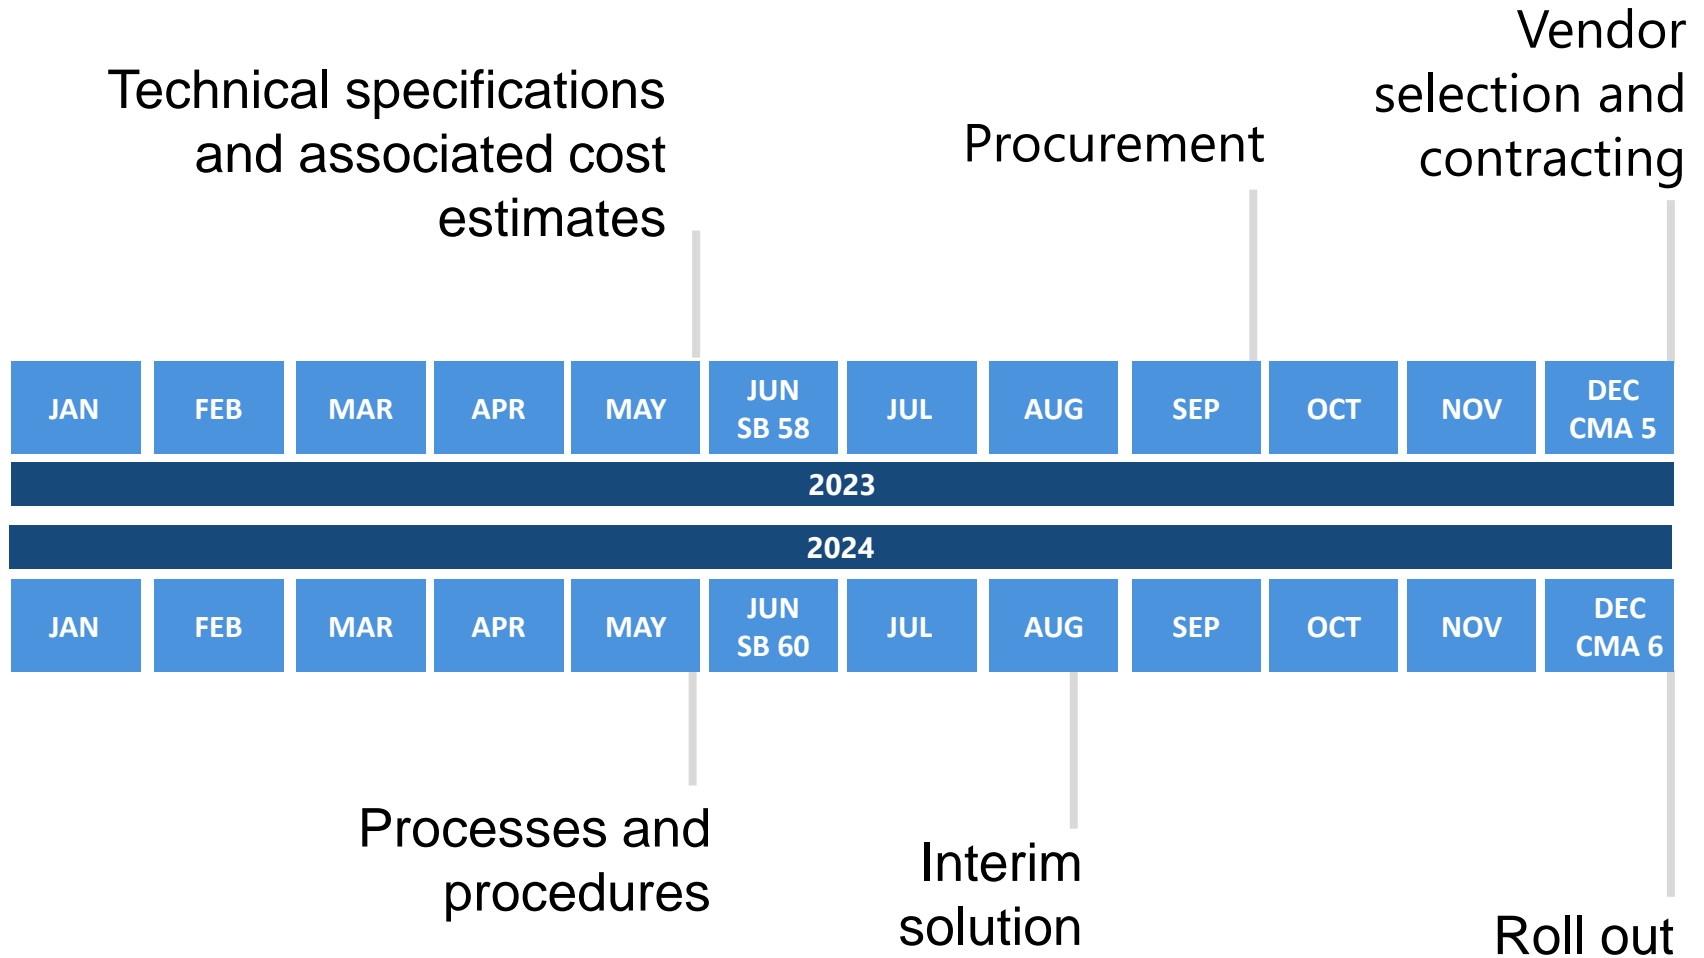 Technical specifications
and associated cost
estimates
Procurement
Vendor
selection and
contracting
JAN
FEB
MAR
APR
MAY
JUN
SB 58
JUL
AUG
SEP
OCT
NOV
DEC
CMA 5
2023
2024
JAN
FEB
MAR
APR
MAY
JUN
SB 60
JUL
AUG
SEP
OCT
NOV
DEC
CMA 6
Processes and
procedures
Interim
solution
Roll out